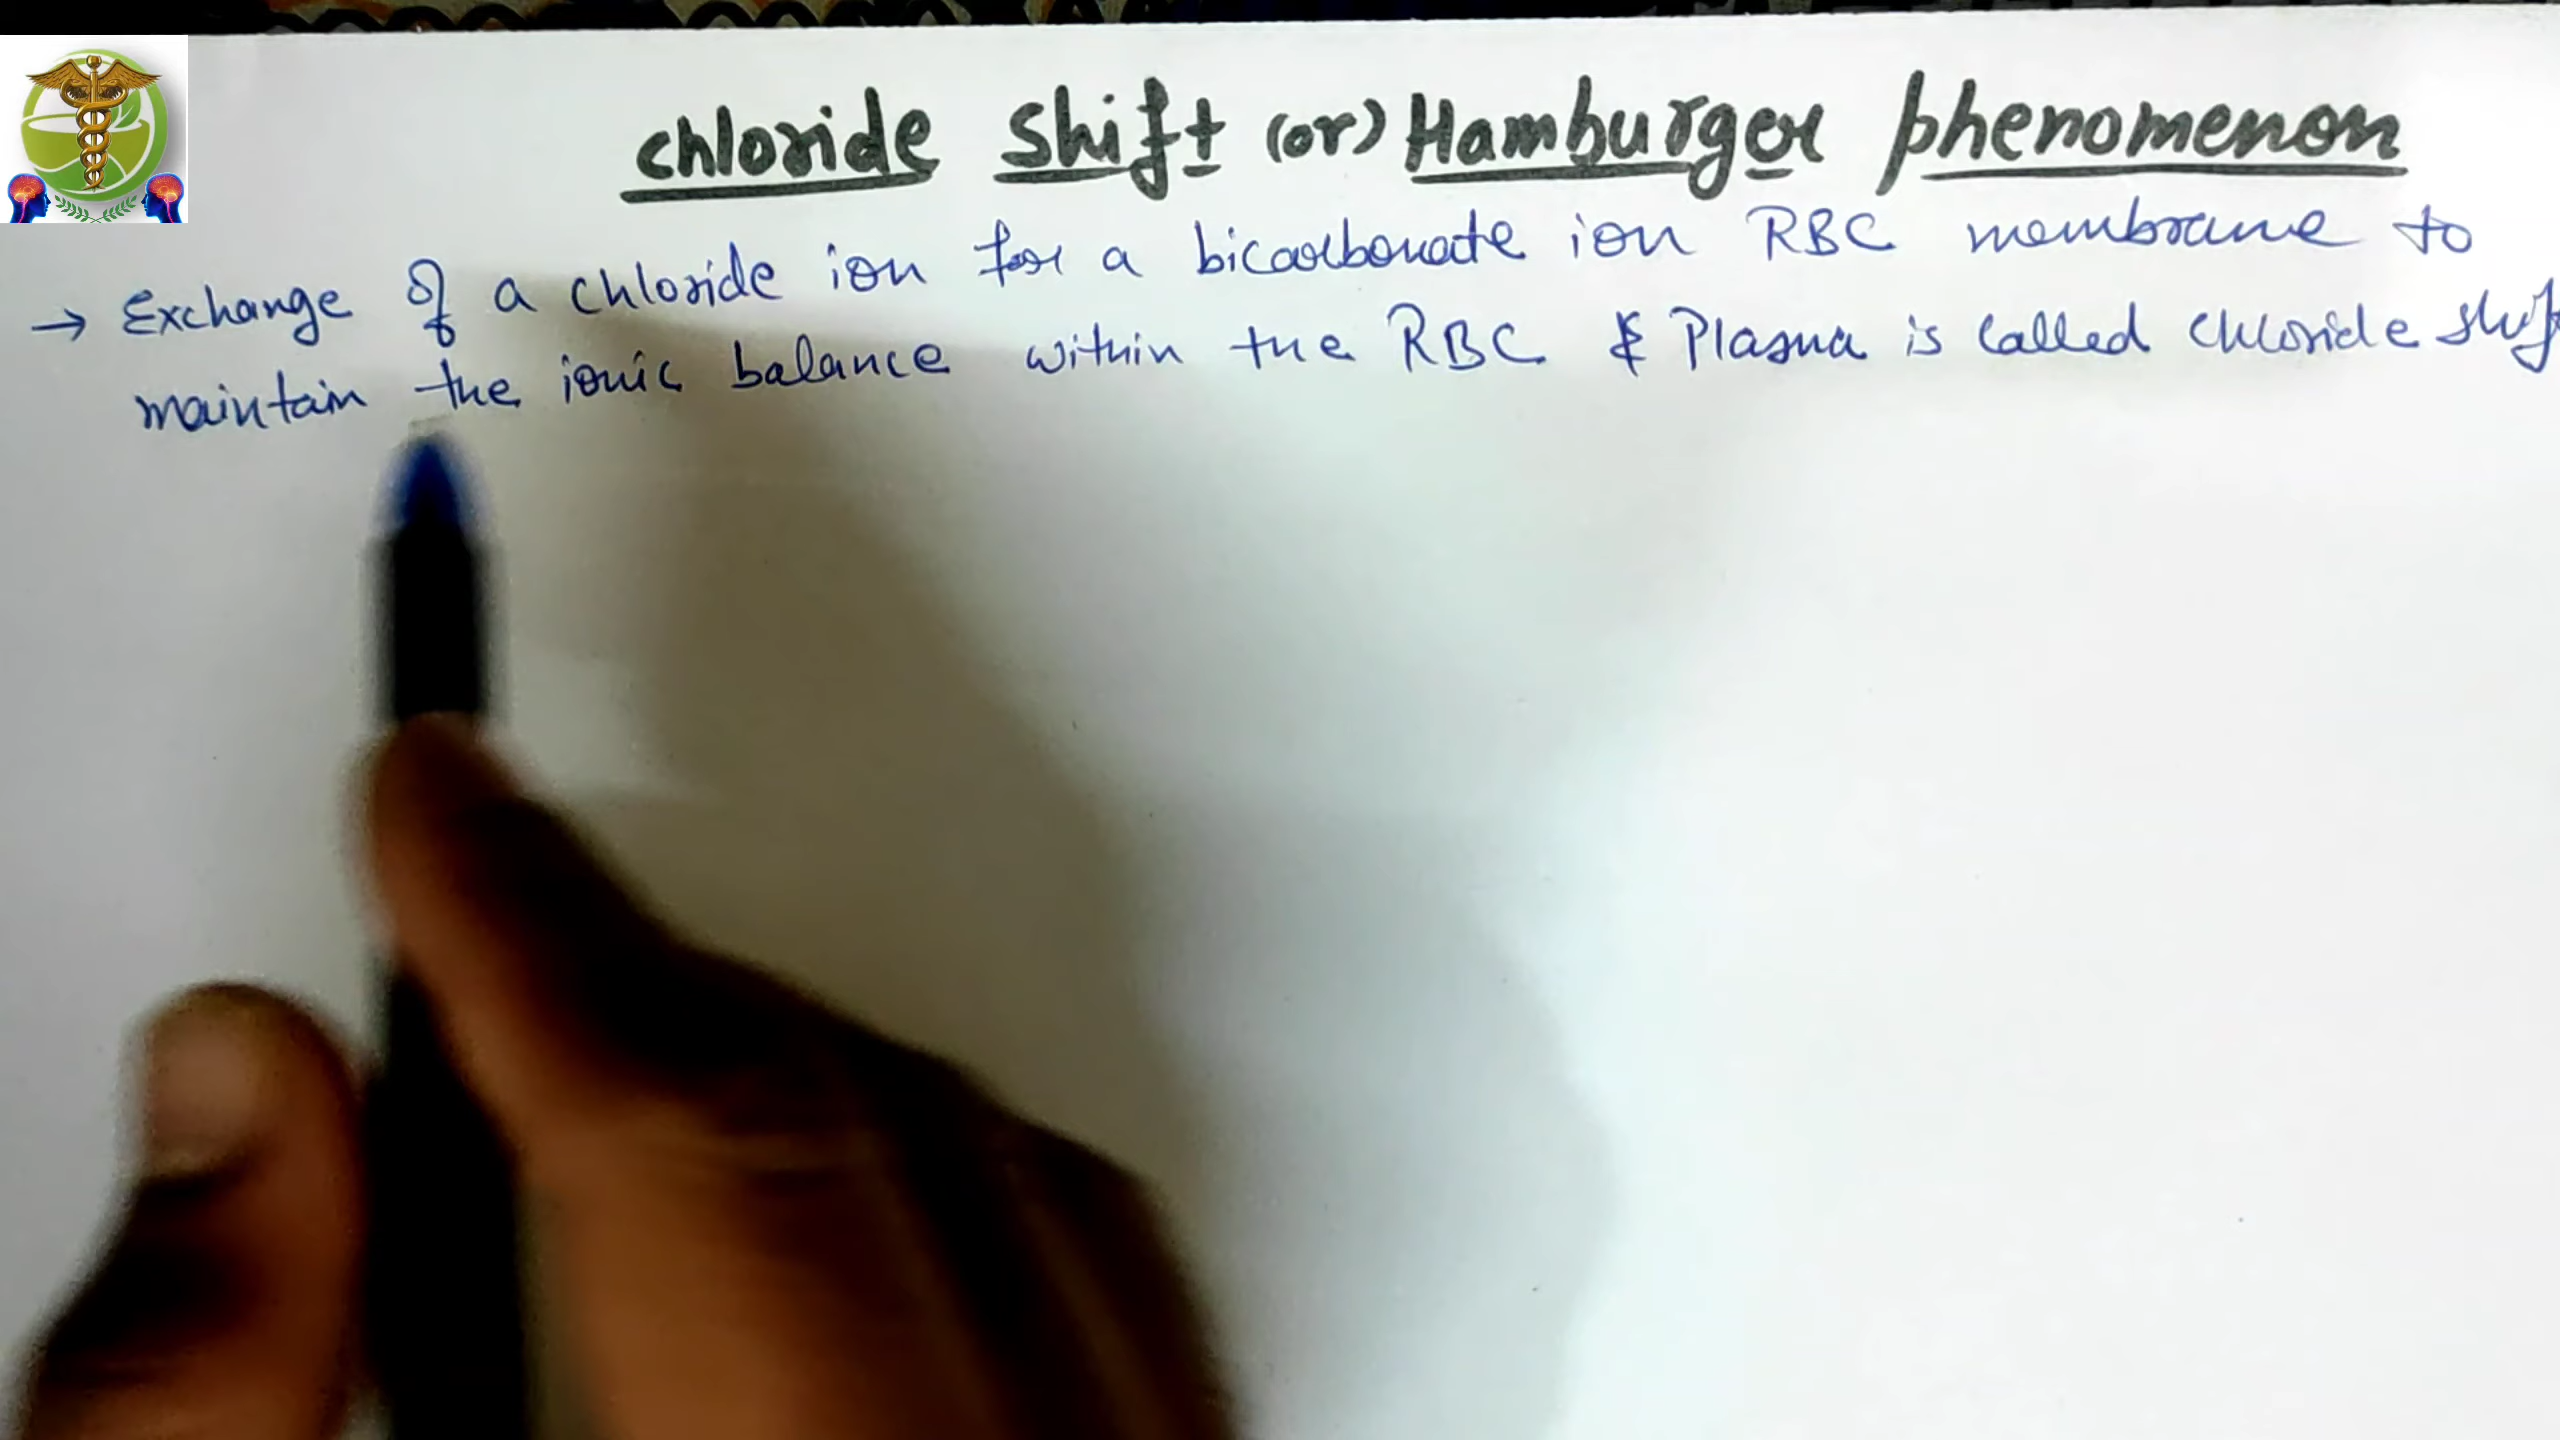 chloride shift (or) Hamburger phenomenon
→ Exchange of a chloride ion for a bicarbonate ion RBC membrane to
maintain the ionic balance within the RBC & Plasma is called chloride shif